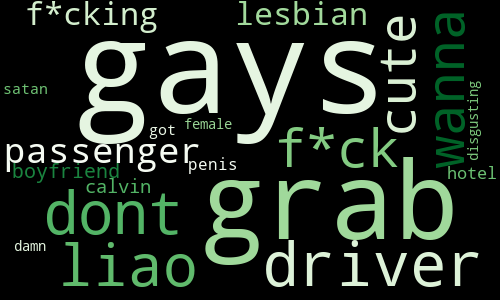 f*cking lesbian
gays
cute
wanna
satan
got
female
disgusting
passenger
f*ck
penis
boyfriend
hotel
calvin
grab
dont
damn
liao
driver